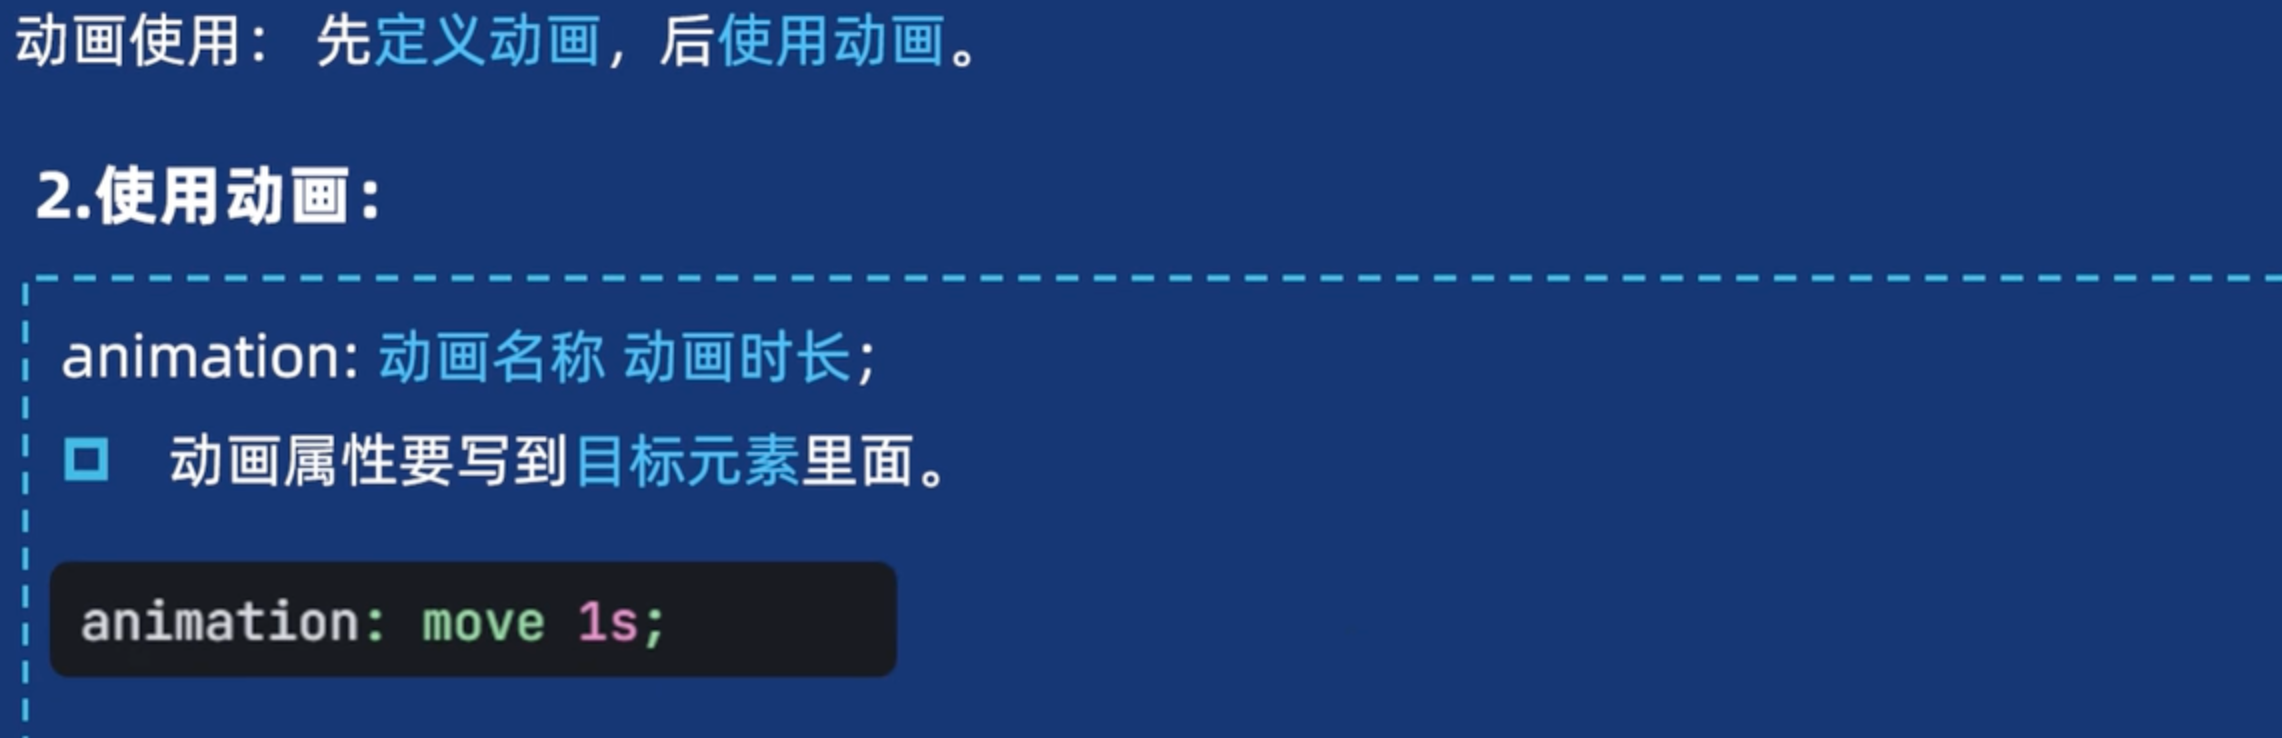 动画使用： 先定义动画，后使用动画。
2.使用动画：
animation: 动画名称 动画时长；
动画属性要写到目标元素里面。
animation: move 1s;